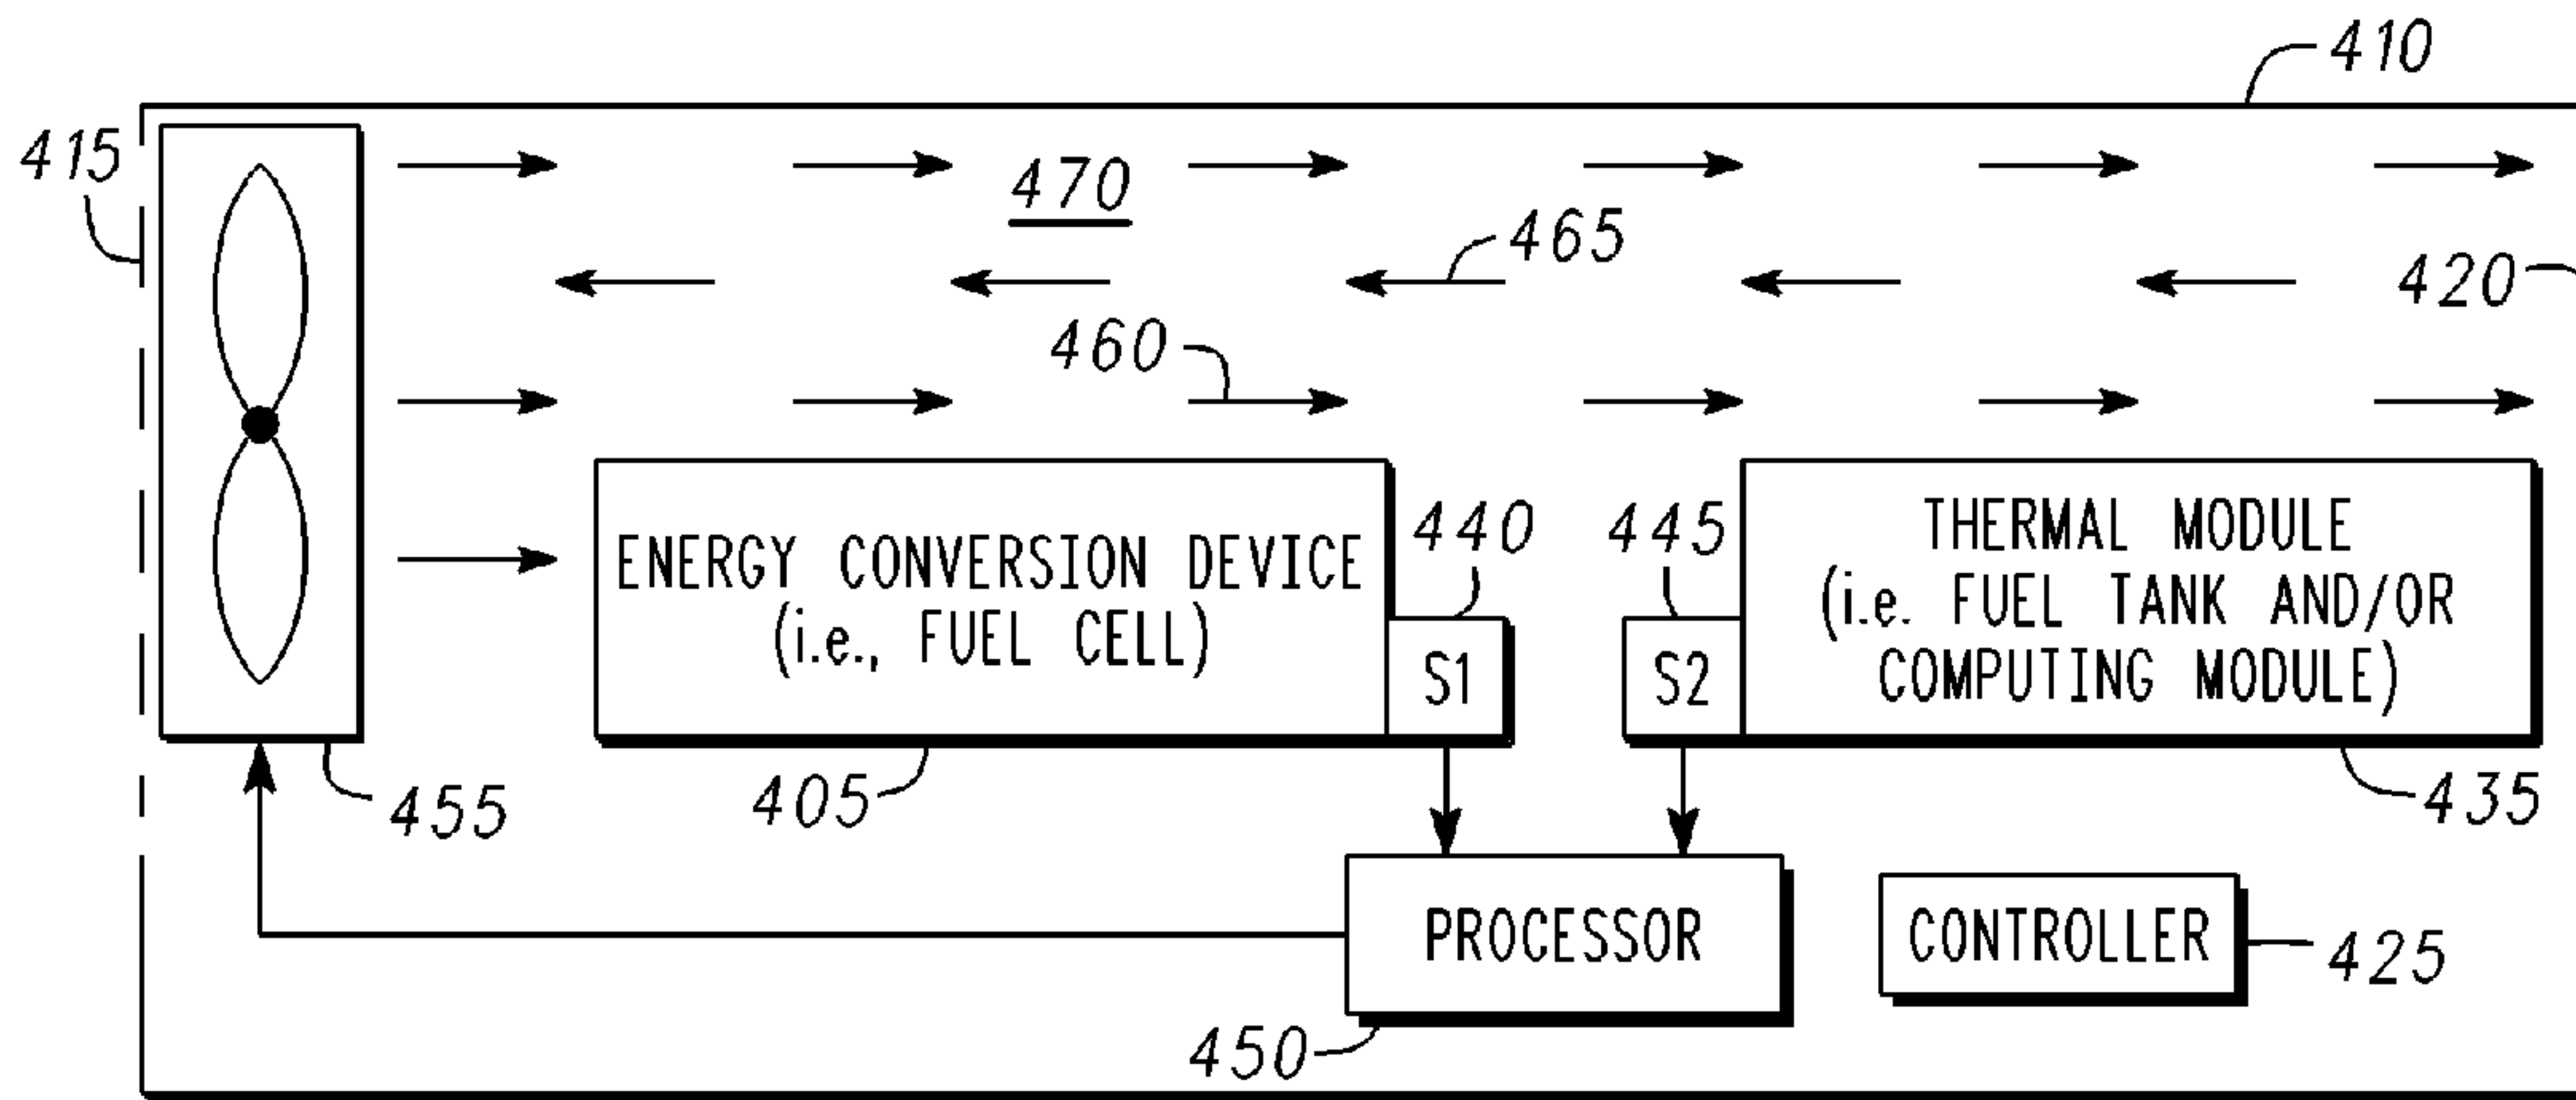 410
415
470
465
420
460
440
445
ENERGY CONVERSION DEVICE
(i.e., FUEL CELL)
S1
S2
THERMAL MODULE
(i.e. FUEL TANK AND/OR
COMPUTING MODULE)
455
405
435
PROCESSOR
CONTROLLER
425
450